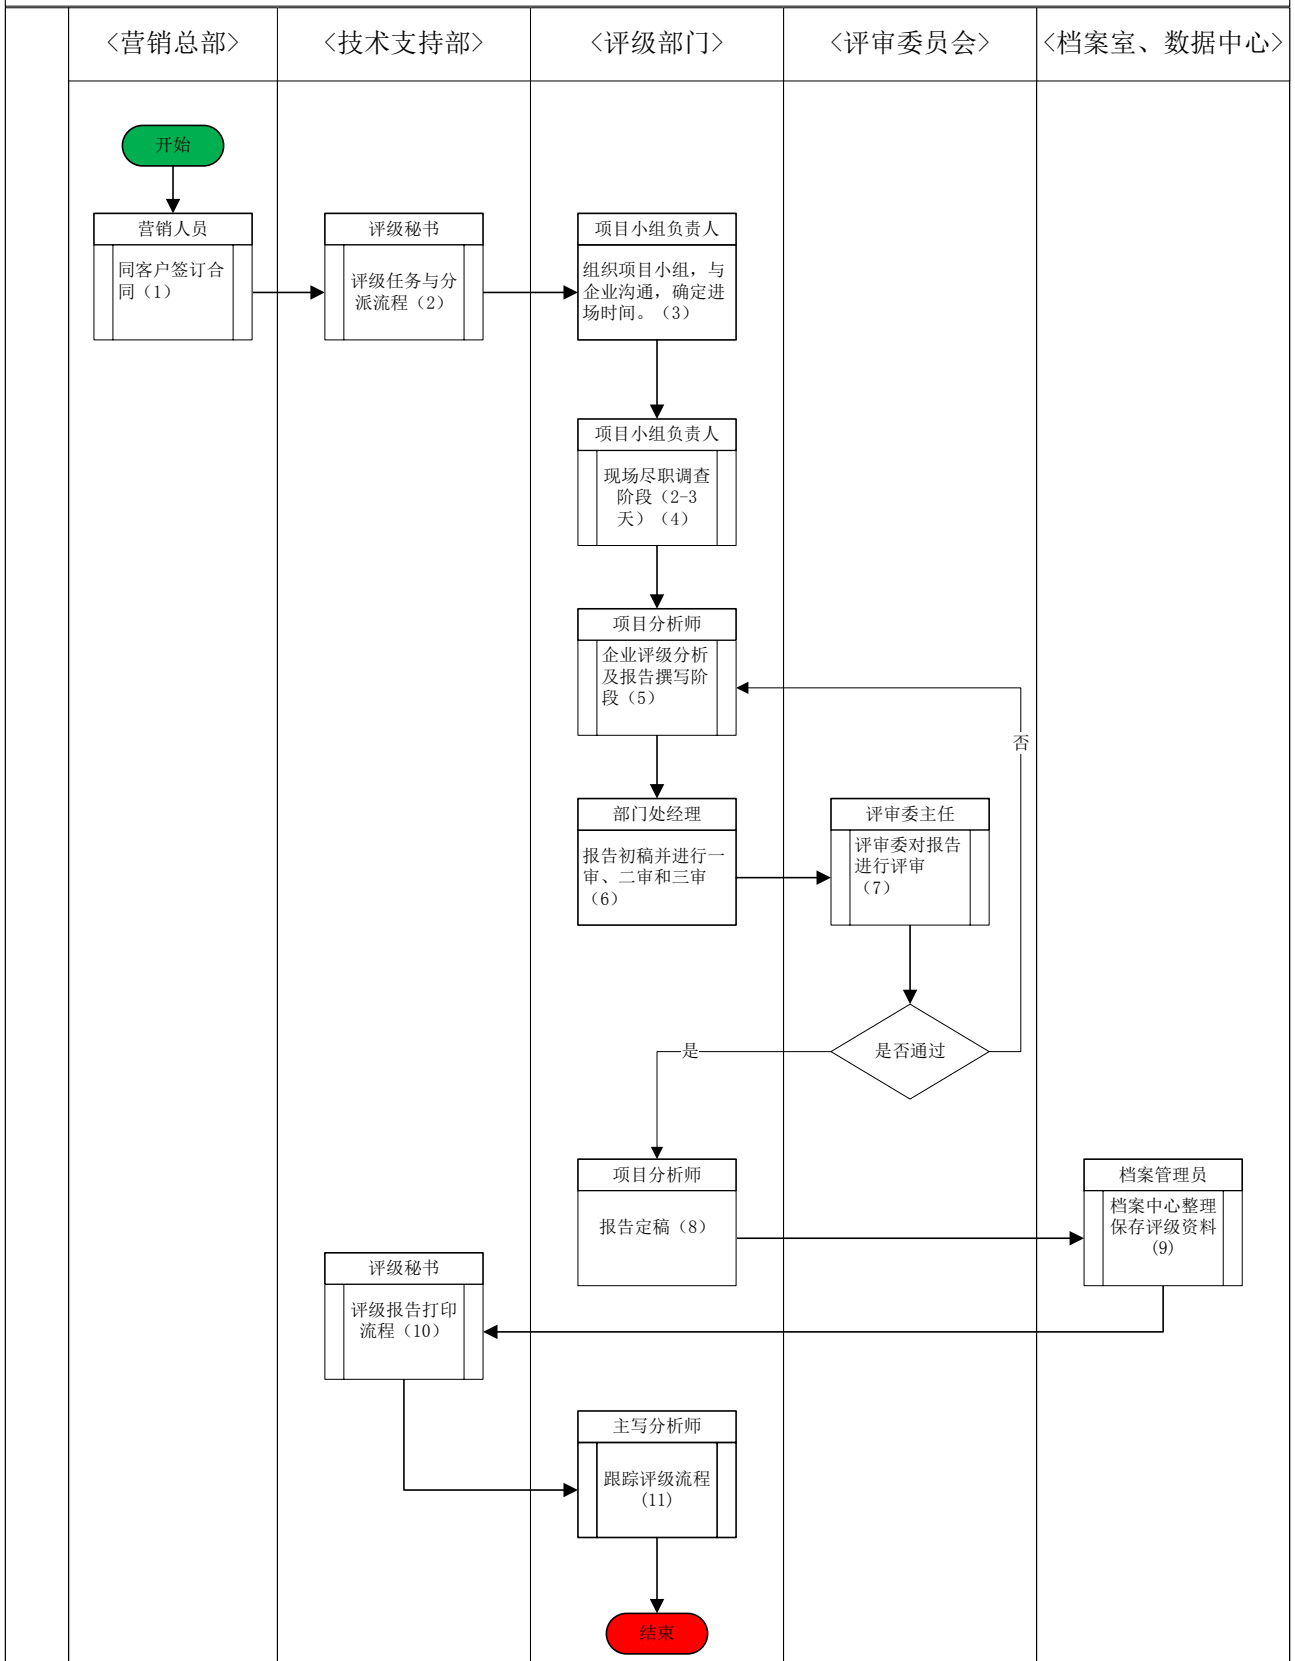 <营销总部>
<技术支持部>
<评级部门>
<评审委员会>
<档案室、数据中心>
开始
营销人员
同客户签订合
同（1）
评级秘书
评级任务与分
派流程（2）
项目小组负责人
组织项目小组，与
企业沟通，确定进
场时间。（3）
项目小组负责人
现场尽职调查
阶段（2-3
天）（4）
项目分析师
企业评级分析
及报告撰写阶
段（5）
否
部门处经理
报告初稿并进行一
审、二审和三审
（6）
评审委主任
评审委对报告
进行评审
（7）
是否通过
是
项目分析师
报告定稿（8）
档案管理员
档案中心整理
保存评级资料
(9)
评级秘书
评级报告打印
流程（10）
主写分析师
跟踪评级流程
(11)
结束